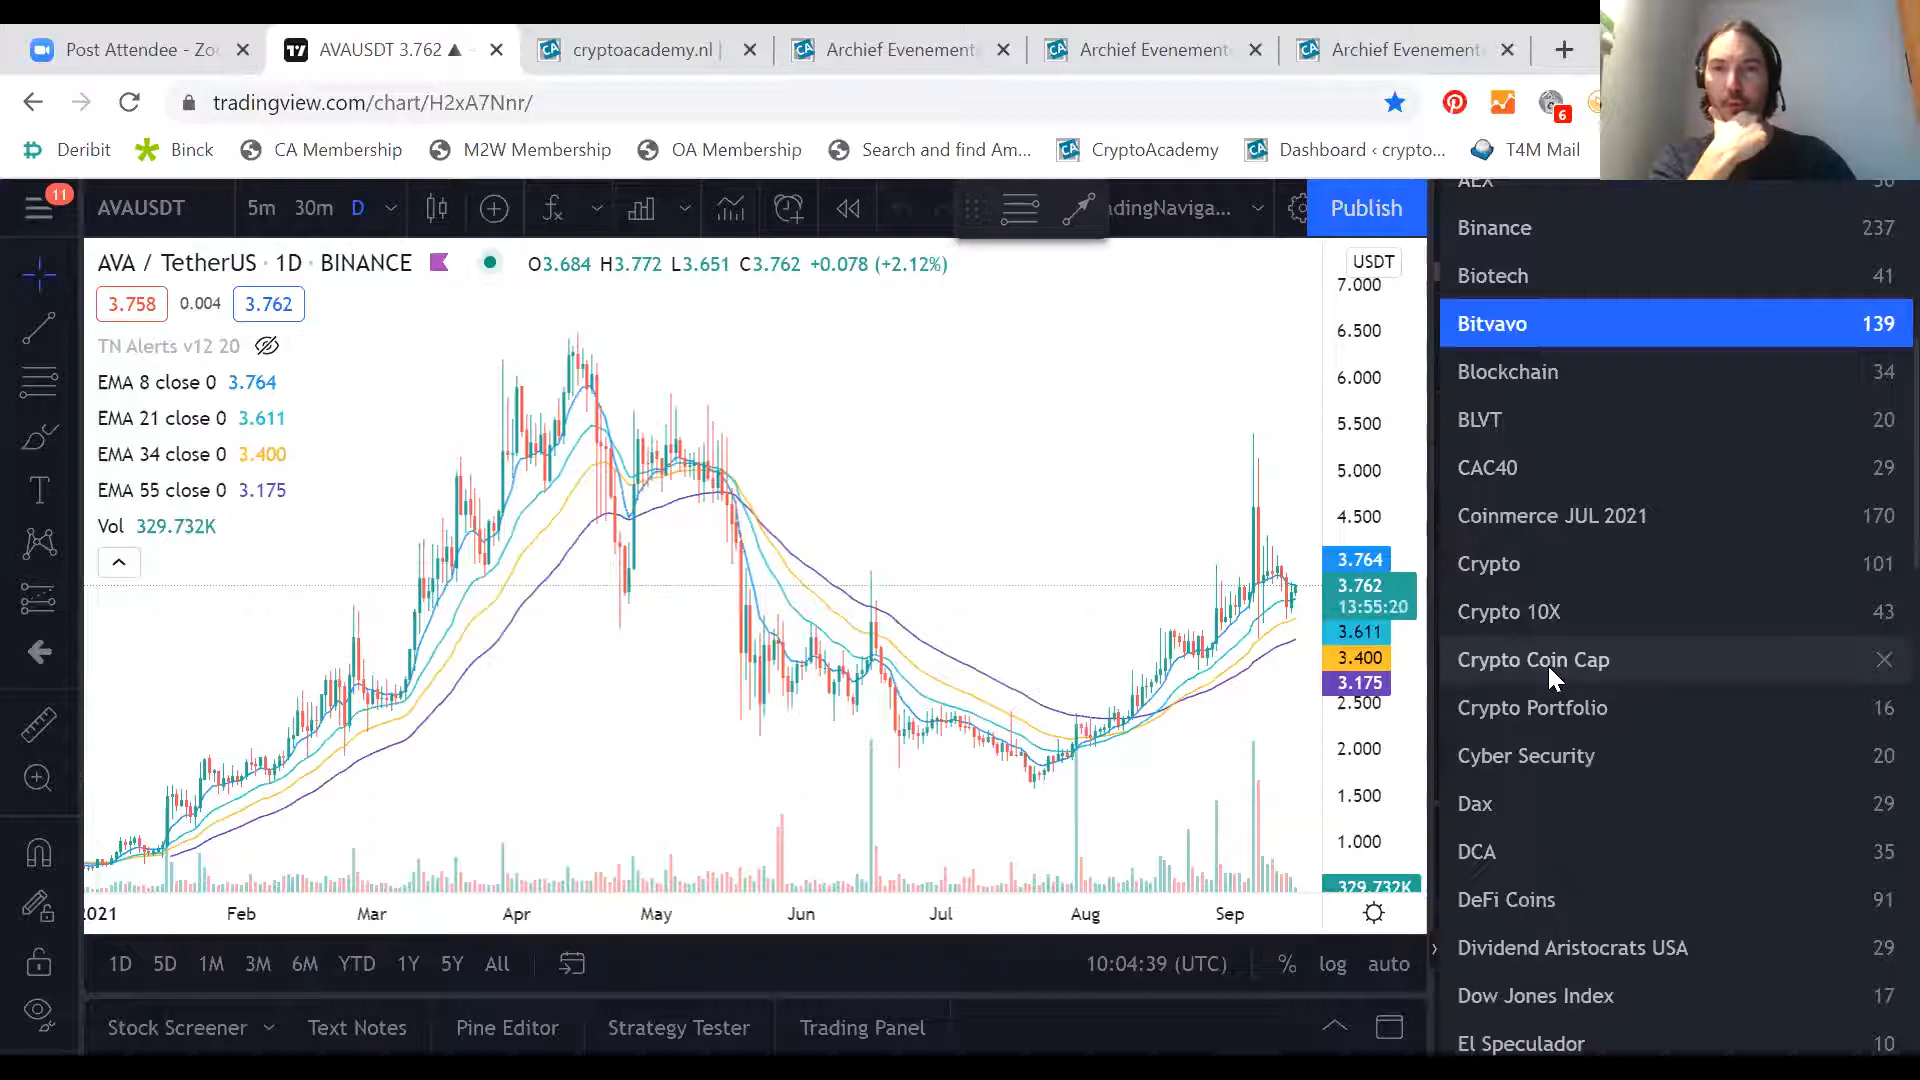 Post Attendee - Zo
AVAUSDT 3.762 ▲
cryptoacademy.nl |
Archief Evenement
Archief Evenement
Archief Evenement
tradingview.com/chart/H2xA7Nnr/
6
Deribit
Binck
CA Membership
M2W Membership
OA Membership
Search and find Am...
CryptoAcademy
Dashboard ‹ crypto...
T4M Mail
11
AVAUSDT
5m 30m D
adingNaviga...
Publish
AVA / TetherUS · 1D · BINANCE
O3.684 H3.772 L3.651 C3.762 +0.078 (+2.12%)
3.758 0.004 3.762
TN Alerts v12 20
EMA 8 close 0 3.764
EMA 21 close 0 3.611
EMA 34 close 0 3.400
EMA 55 close 0 3.175
Vol 329.732K
USDT
7.000
6.500
6.000
5.500
5.000
4.500
3.764
3.762
13:55:20
3.611
3.400
3.175
2.500
2.000
1.500
1.000
329.732K
2021 Feb Mar Apr May Jun Jul Aug Sep
1D 5D 1M 3M 6M YTD 1Y 5Y All
10:04:39 (UTC) % log auto
Stock Screener Text Notes Pine Editor Strategy Tester Trading Panel
AEX 30
Binance 237
Biotech 41
Bitvavo 139
Blockchain 34
BLVT 20
CAC40 29
Coinmerce JUL 2021 170
Crypto 101
Crypto 10X 43
Crypto Coin Cap
Crypto Portfolio 16
Cyber Security 20
Dax 29
DCA 35
DeFi Coins 91
Dividend Aristocrats USA 29
Dow Jones Index 17
El Speculador 10